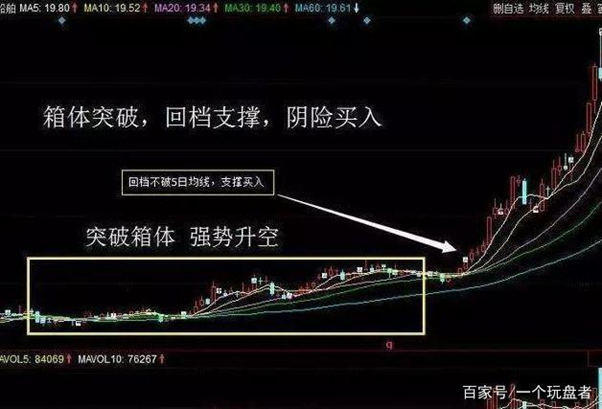 船舶 MA5: 19.80↑ MA10: 19.52↑ MA20: 19.34↑ MA30: 19.40↑ MA60: 19.61↓ 删自选 均线 复权 叠
箱体突破，回档支撑，阴险买入
回档不破5日均线，支撑买入
突破箱体 强势升空
q
AVOL5: 84069↑ MAVOL10: 76267↑
百家号/一个玩盘者